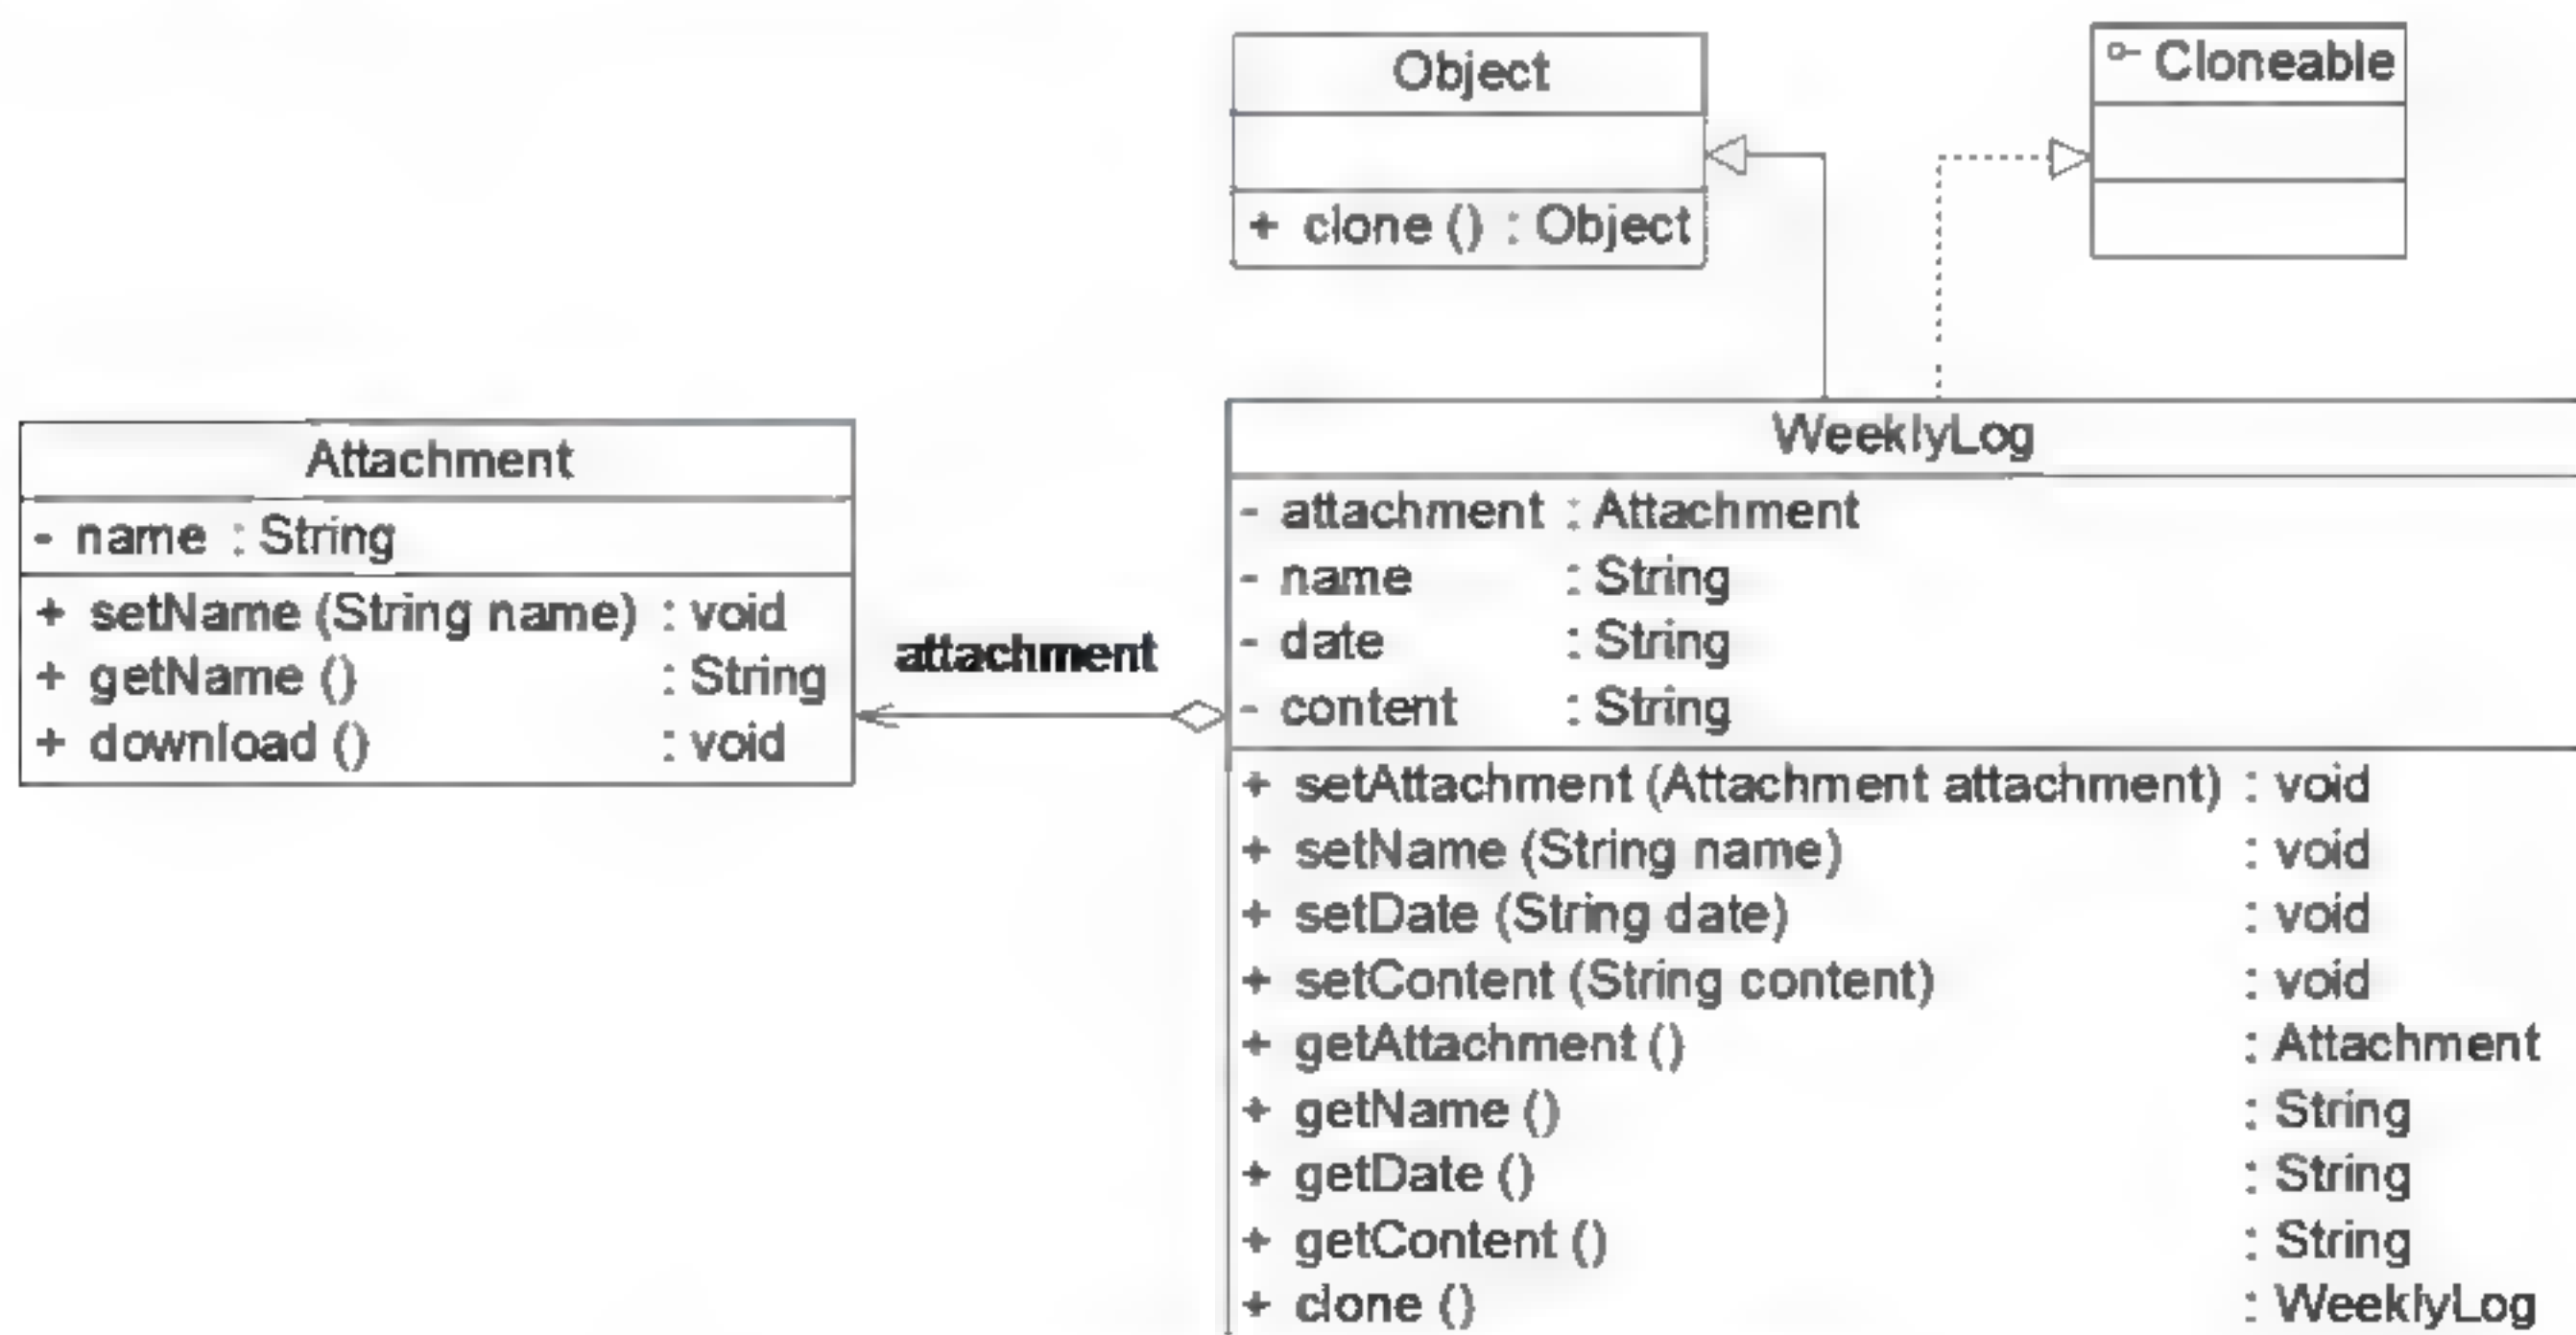 Object
+ clone () : Object
Cloneable
Attachment
- name : String
+ setName (String name) : void
+ getName () : String
+ download () : void
attachment
WeeklyLog
- attachment : Attachment
- name : String
- date : String
- content : String
+ setAttachment (Attachment attachment) : void
+ setName (String name) : void
+ setDate (String date) : void
+ setContent (String content) : void
+ getAttachment () : Attachment
+ getName () : String
+ getDate () : String
+ getContent () : String
+ clone () : WeeklyLog